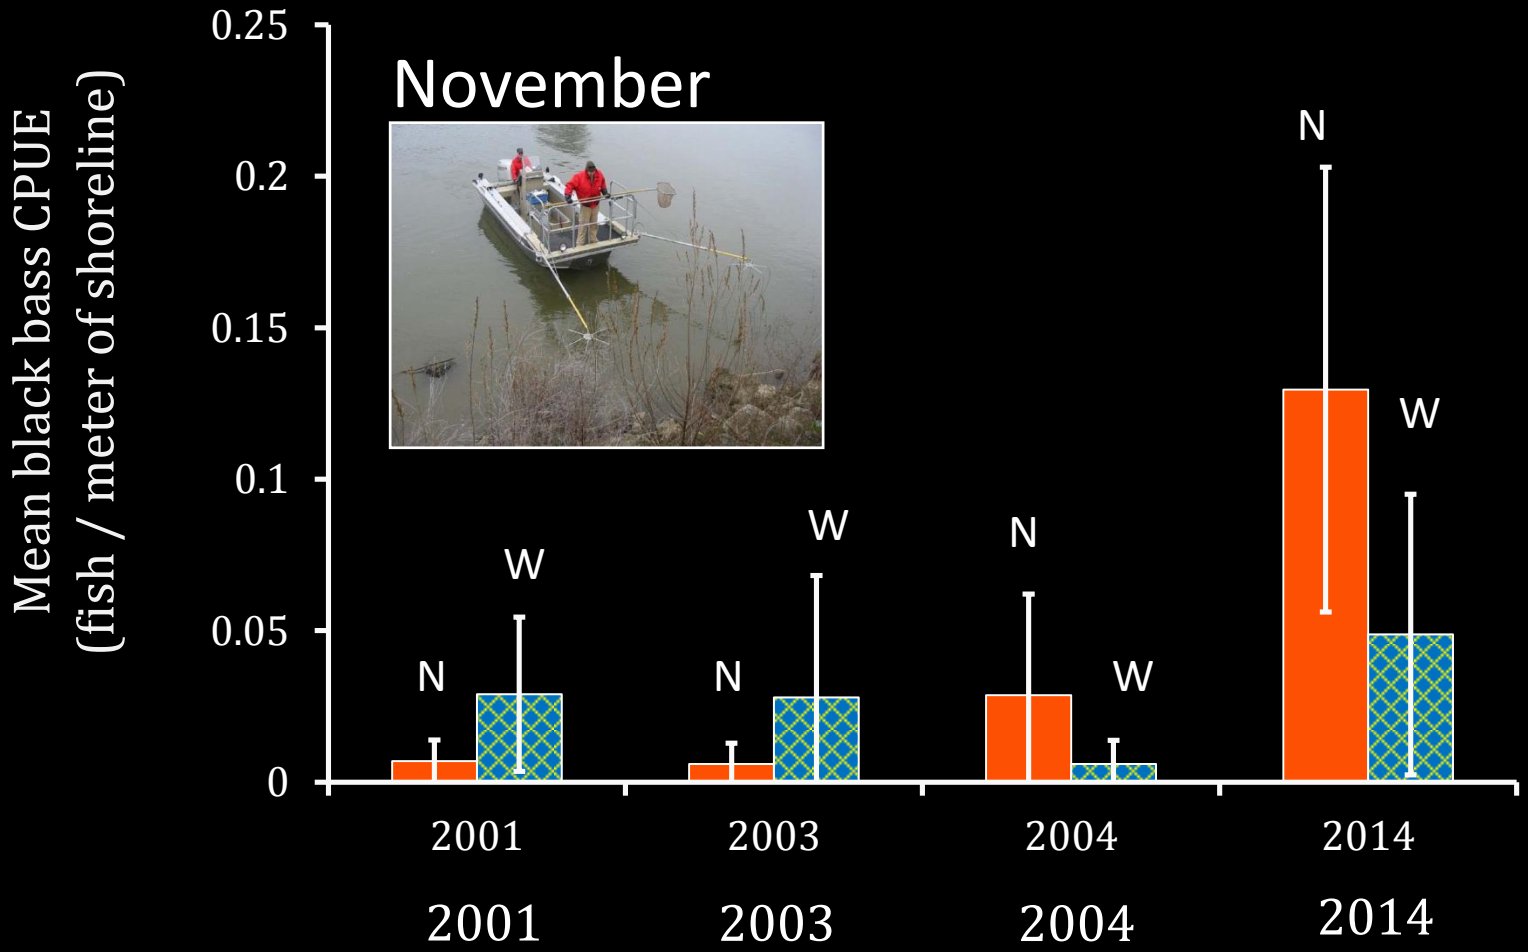 Mean black bass CPUE
(fish / meter of shoreline)
0.25
0.2
0.15
0.1
0.05
0
November
N
W
N
W
N
W
N
W
2001
2003
2004
2014
2001
2003
2004
2014